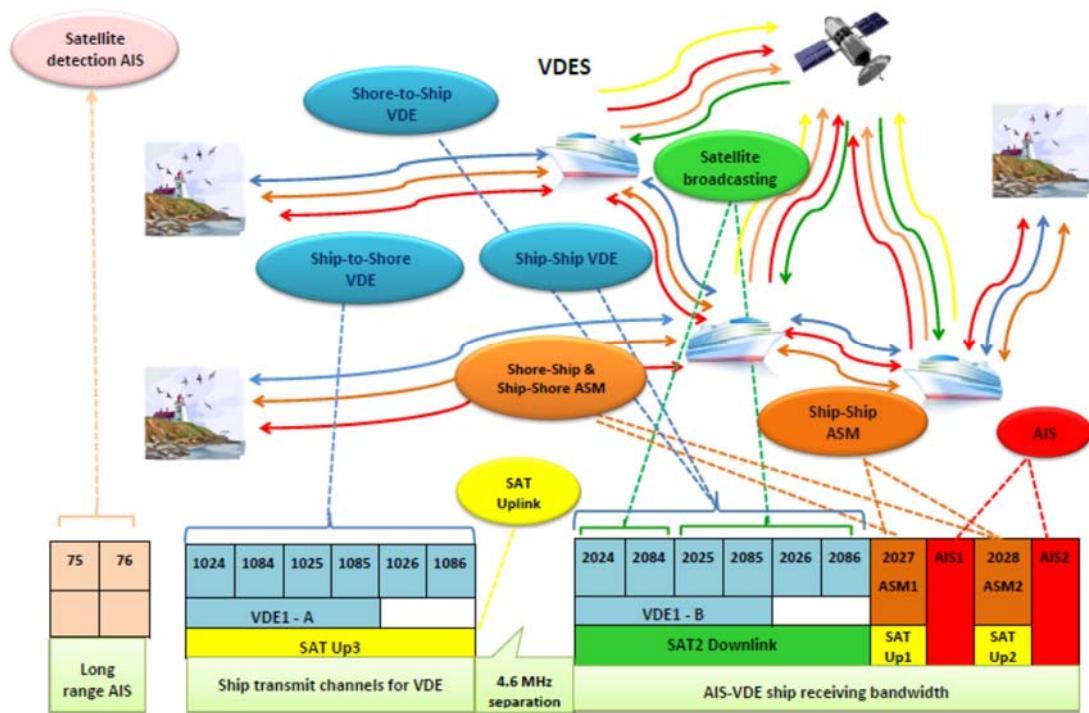 Satellite
detection AIS
VDES
Shore-to-Ship
VDE
Satellite
broadcasting
Ship-to-Shore
VDE
Ship-Ship VDE
Shore-Ship &
Ship-Shore ASM
Ship-Ship
ASM
AIS
SAT
Uplink
75 76
1024 1084 1025 1085 1026 1086
2024 2084 2025 2085 2026 2086 2027 AIS1 2028 AIS2
ASM1 ASM2
VDE1 - A
VDE1 - B
SAT Up3
SAT2 Downlink
SAT
Up1
SAT
Up2
Long
range AIS
Ship transmit channels for VDE
4.6 MHz
separation
AIS-VDE ship receiving bandwidth